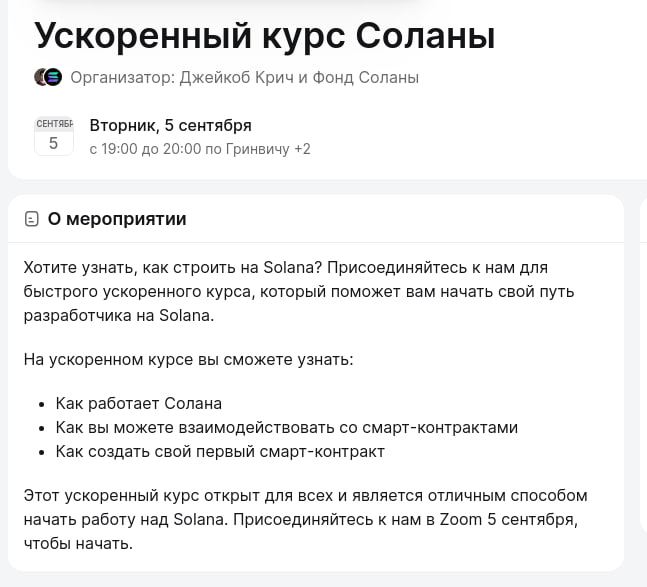 Ускоренный курс Соланы
Организатор: Джейкоб Крич и Фонд Соланы
СЕНТЯБР
5
Вторник, 5 сентября
с 19:00 до 20:00 по Гринвичу +2
О мероприятии
Хотите узнать, как строить на Solana? Присоединяйтесь к нам для
быстрого ускоренного курса, который поможет вам начать свой путь
разработчика на Solana.
На ускоренном курсе вы сможете узнать:
• Как работает Солана
• Как вы можете взаимодействовать со смарт-контрактами
• Как создать свой первый смарт-контракт
Этот ускоренный курс открыт для всех и является отличным способом
начать работу над Solana. Присоединяйтесь к нам в Zoom 5 сентября,
чтобы начать.